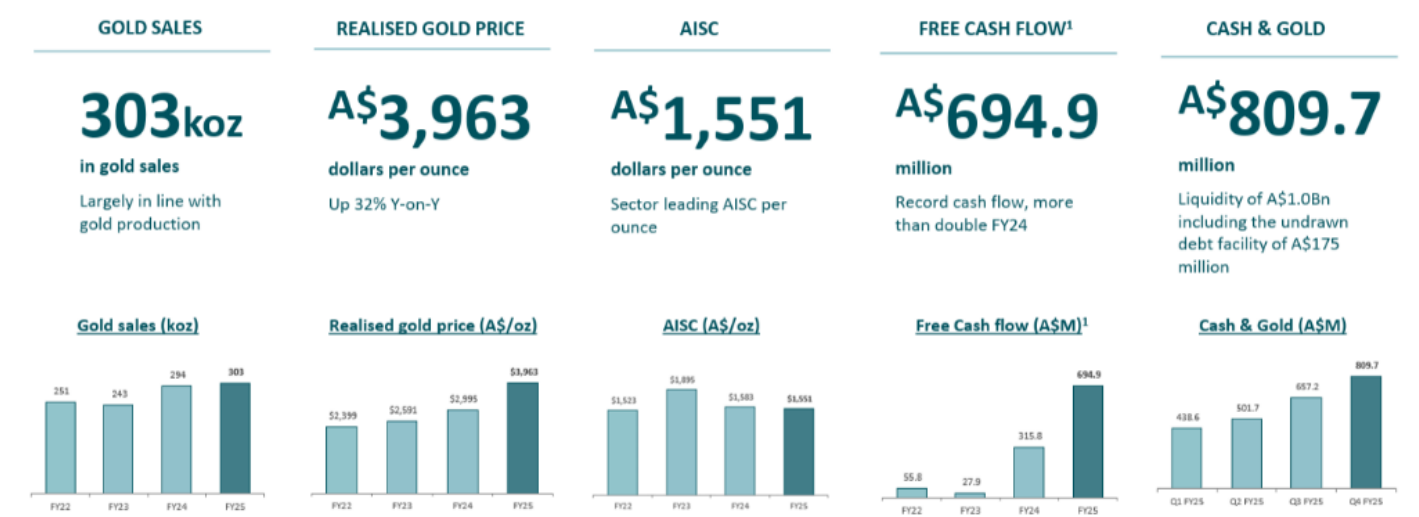 GOLD SALES
303koz
in gold sales
Largely in line with
gold production
REALISED GOLD PRICE
A$3,963
dollars per ounce
Up 32% Y-on-Y
AISC
A$1,551
dollars per ounce
Sector leading AISC per
ounce
FREE CASH FLOW¹
A$694.9
million
Record cash flow, more
than double FY24
CASH & GOLD
A$809.7
million
Liquidity of A$1.0Bn
including the undrawn
debt facility of A$175
million
Gold sales (koz)
251
243
294
303
FY22
FY23
FY24
FY25
Realised gold price (A$/oz)
$2,399
$2,591
$2,995
$3,963
FY22
FY23
FY24
FY25
AISC (A$/oz)
$1,523
$1,895
$1,583
$1,551
FY22
FY23
FY24
FY25
Free Cash flow (A$M)¹
55.8
27.9
315.8
694.9
FY22
FY23
FY24
FY25
Cash & Gold (A$M)
438.6
501.7
657.2
809.7
Q1 FY25
Q2 FY25
Q3 FY25
Q4 FY25